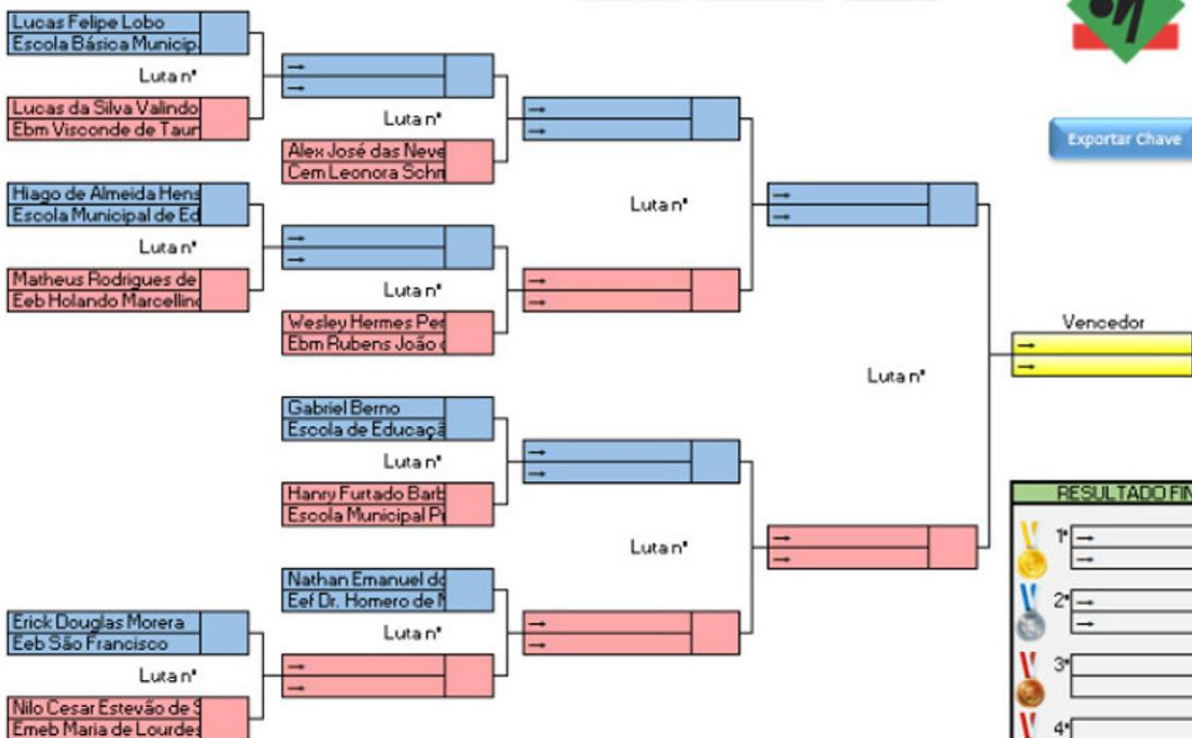 Lucas Felipe Lobo
Escola Básica Municip
Luta nº
Lucas da Silva Valindo
Ebm Visconde de Taun
→
→
Luta nº
Alex José das Neve
Cem Leonora Schm
Hiago de Almeida Hens
Escola Municipal de Ed
Luta nº
Matheus Rodrigues de
Eeb Holando Marcellino
→
→
Luta nº
Wesley Hermes Per
Ebm Rubens João d
→
→
Luta nº
→
→
Gabriel Berno
Escola de Educaçã
Luta nº
Hanry Furtado Barb
Escola Municipal Pr
Nathan Emanuel do
Eef Dr. Homero de M
Luta nº
Erick Douglas Morera
Eeb São Francisco
Luta nº
Nilo Cesar Estevão de S
Emeb Maria de Lourdes
→
→
→
→
Luta nº
→
→
→
→
Luta nº
→
→
Exportar Chave
Vencedor
→
→
RESULTADO FIN
1º →
→
2º →
→
3º
4º